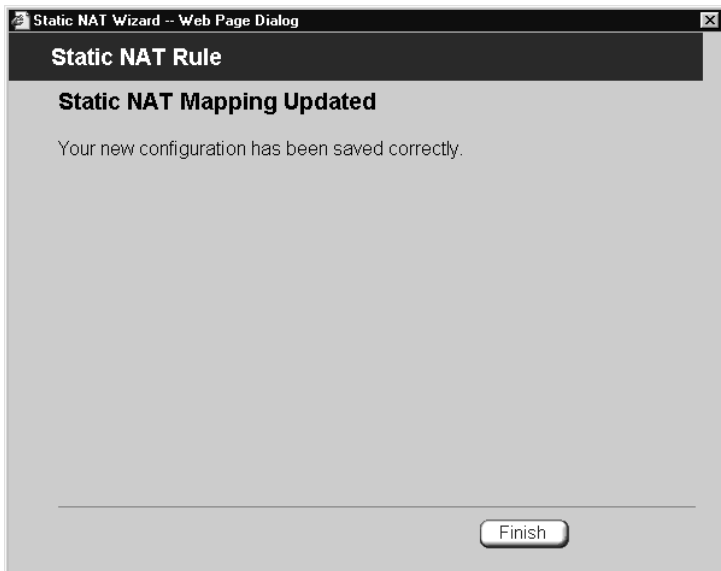 Static NAT Wizard -- Web Page Dialog
Static NAT Rule
Static NAT Mapping Updated
Your new configuration has been saved correctly.
Finish